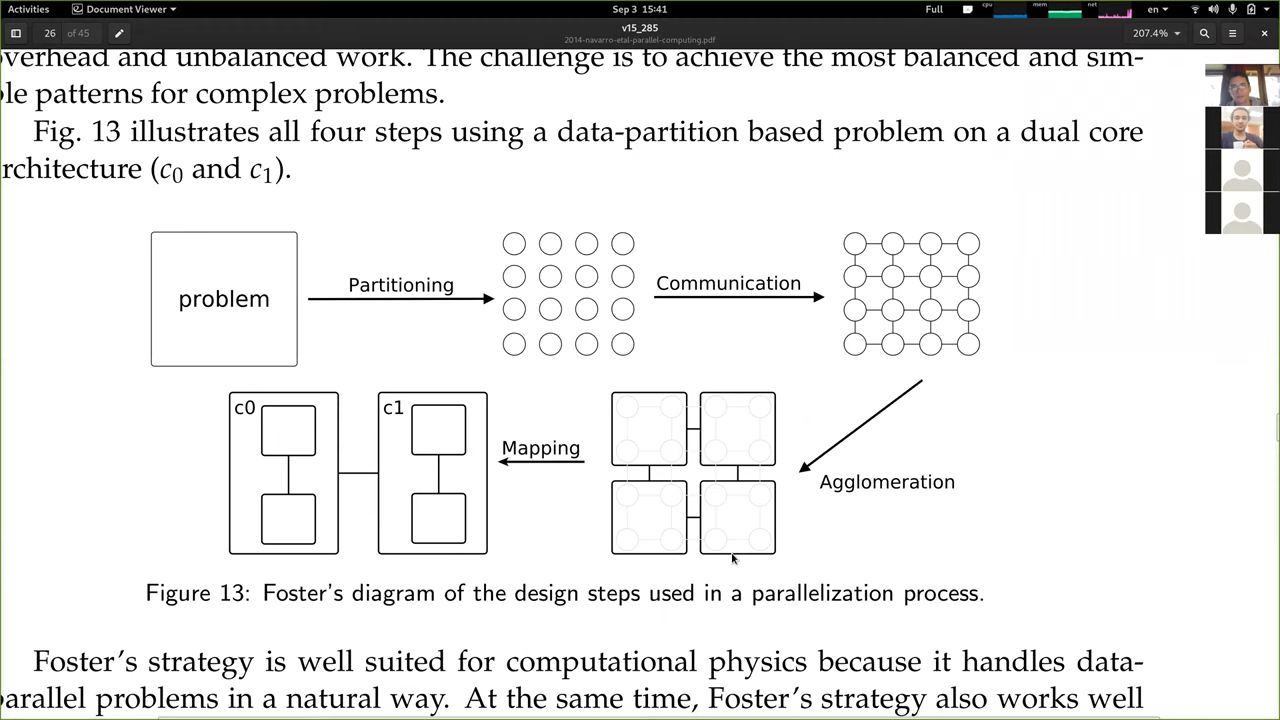 Activities Document Viewer Sep 3 15:41 Full cpu mem net en
26 of 45 v15_285 207.4%
2014-navarro-etal-parallel-computing.pdf
overhead and unbalanced work. The challenge is to achieve the most balanced and sim-
ple patterns for complex problems.
Fig. 13 illustrates all four steps using a data-partition based problem on a dual core
rchitecture (c0 and c1).
problem
Partitioning
Communication
c0
c1
Mapping
Agglomeration
Figure 13: Foster's diagram of the design steps used in a parallelization process.
Foster's strategy is well suited for computational physics because it handles data-
parallel problems in a natural way. At the same time, Foster's strategy also works well